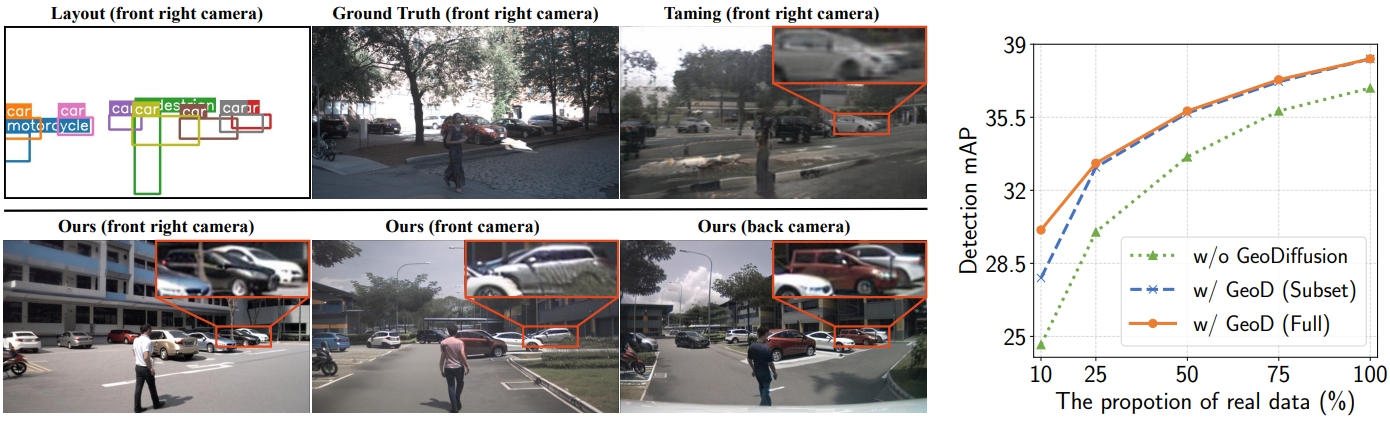 Layout (front right camera)
Ground Truth (front right camera)
Taming (front right camera)
car
car
car
car
destrian
car
car
r
motorcycle
Ours (front right camera)
Ours (front camera)
Ours (back camera)
39
35.5
32
28.5
25
Detection mAP
w/o GeoDiffusion
w/ GeoD (Subset)
w/ GeoD (Full)
10
25
50
75
100
The propotion of real data (%)